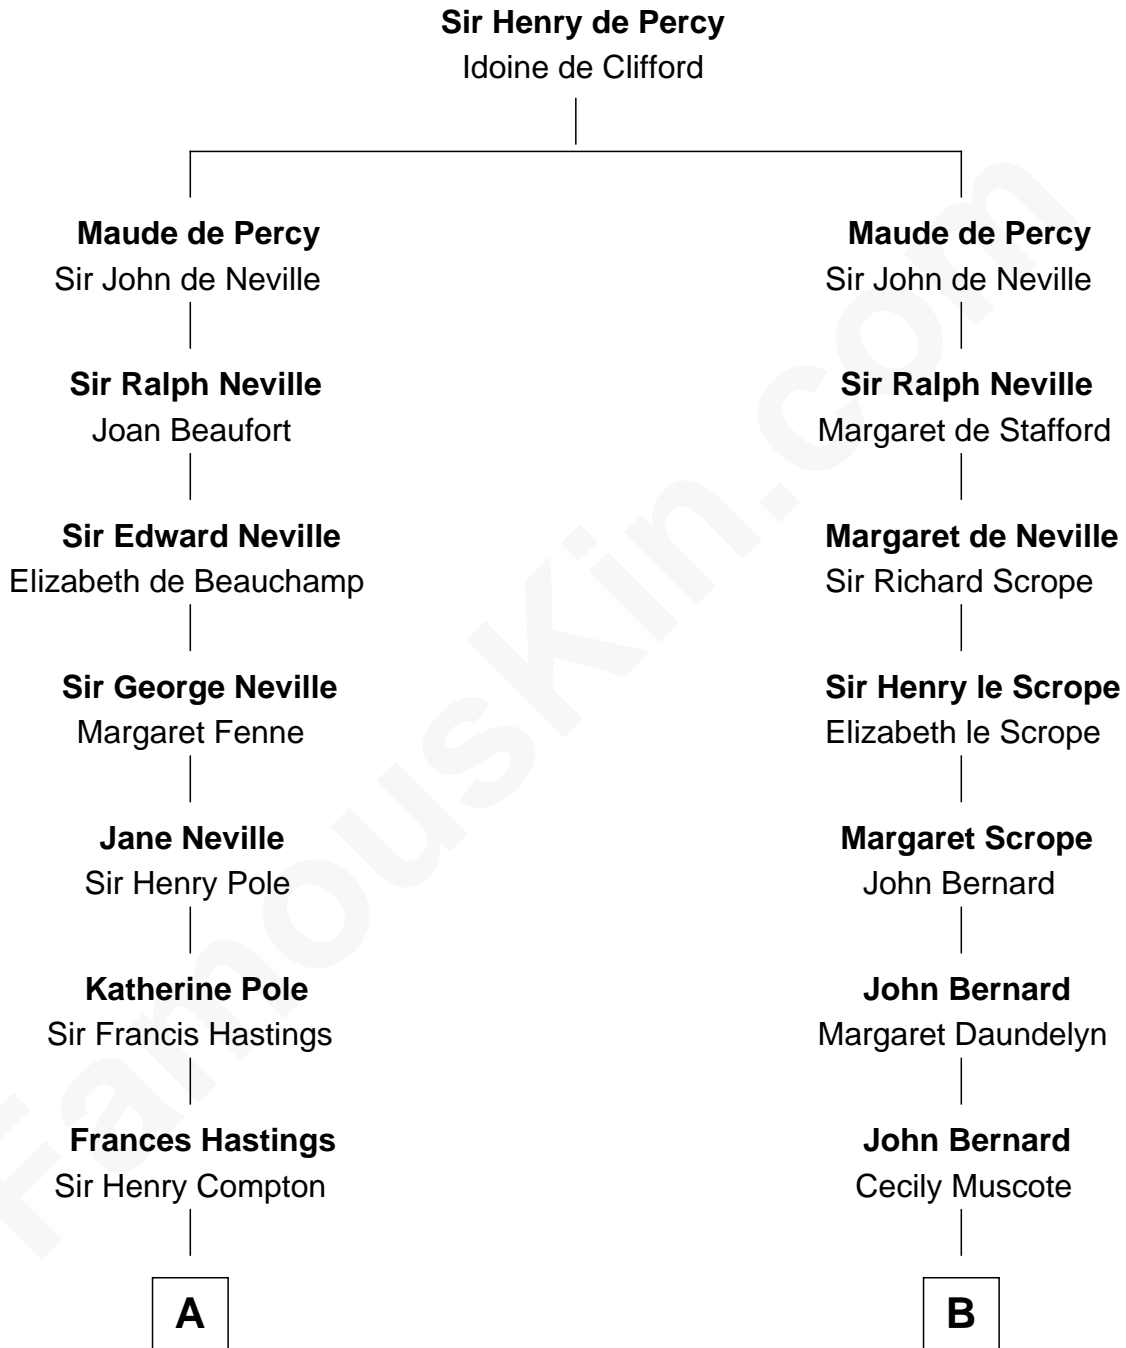 Sir Henry de Percy
Idoine de Clifford
Maude de Percy
Sir John de Neville
Sir Ralph Neville
Joan Beaufort
Sir Edward Neville
Elizabeth de Beauchamp
Sir George Neville
Margaret Fenne
Jane Neville
Sir Henry Pole
Katherine Pole
Sir Francis Hastings
Frances Hastings
Sir Henry Compton
A
Maude de Percy
Sir John de Neville
Sir Ralph Neville
Margaret de Stafford
Margaret de Neville
Sir Richard Scrope
Sir Henry le Scrope
Elizabeth le Scrope
Margaret Scrope
John Bernard
John Bernard
Margaret Daundelyn
John Bernard
Cecily Muscote
B
FamousKin.com